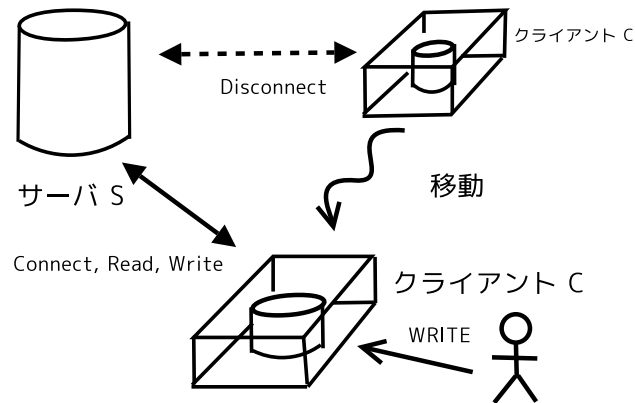 クライアント C
Disconnect
移動
サーバ S
Connect, Read, Write
クライアント C
WRITE